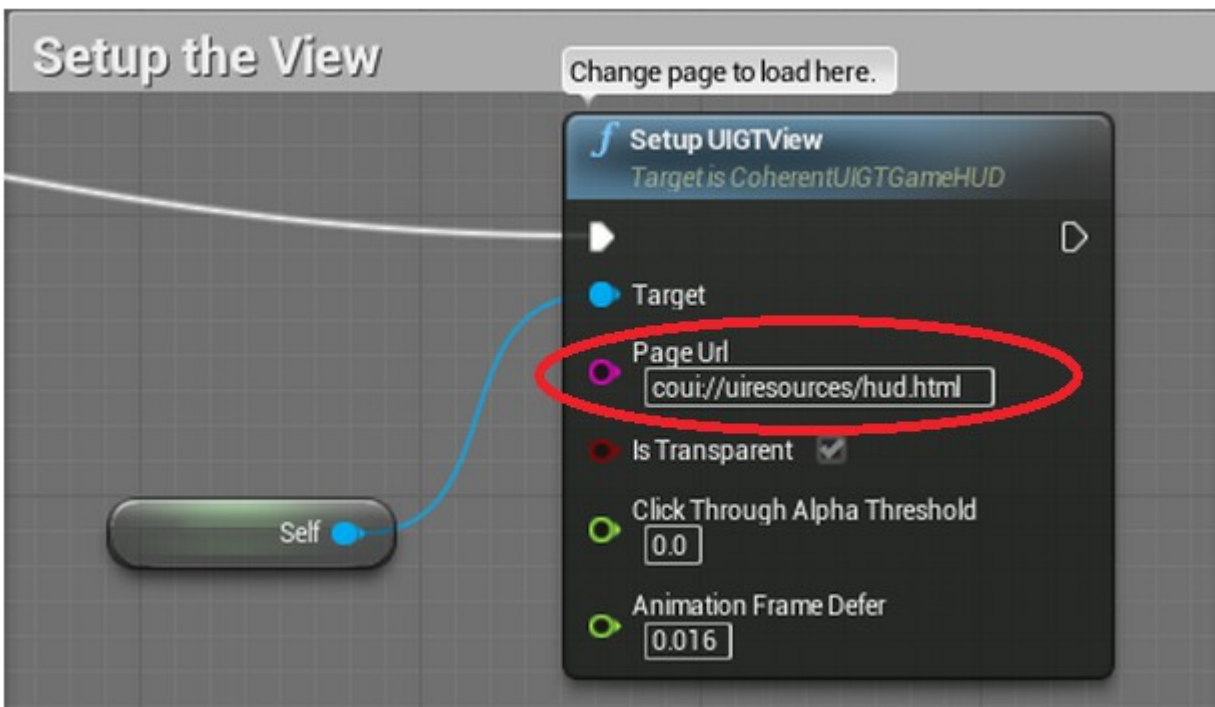 Setup the View
Change page to load here.
f Setup UIGTView
Target is CoherentUIGTGameHUD
Target
Page Url
coui://uiresources/hud.html
Is Transparent
Self
Click Through Alpha Threshold
0.0
Animation Frame Defer
0.016